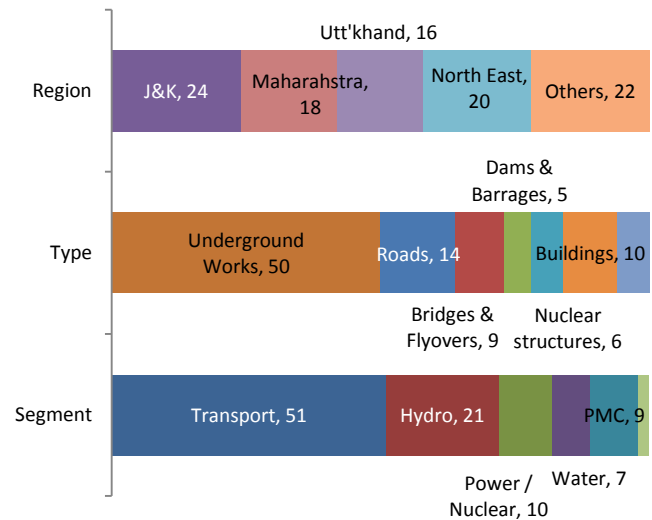 Utt'khand, 16
Region
J&K, 24
Maharahstra,
18
North East,
20
Others, 22
Dams &
Barrages, 5
Type
Underground
Works, 50
Roads, 14
Buildings, 10
Bridges &
Flyovers, 9
Nuclear
structures, 6
Segment
Transport, 51
Hydro, 21
PMC, 9
Power /
Nuclear, 10
Water, 7